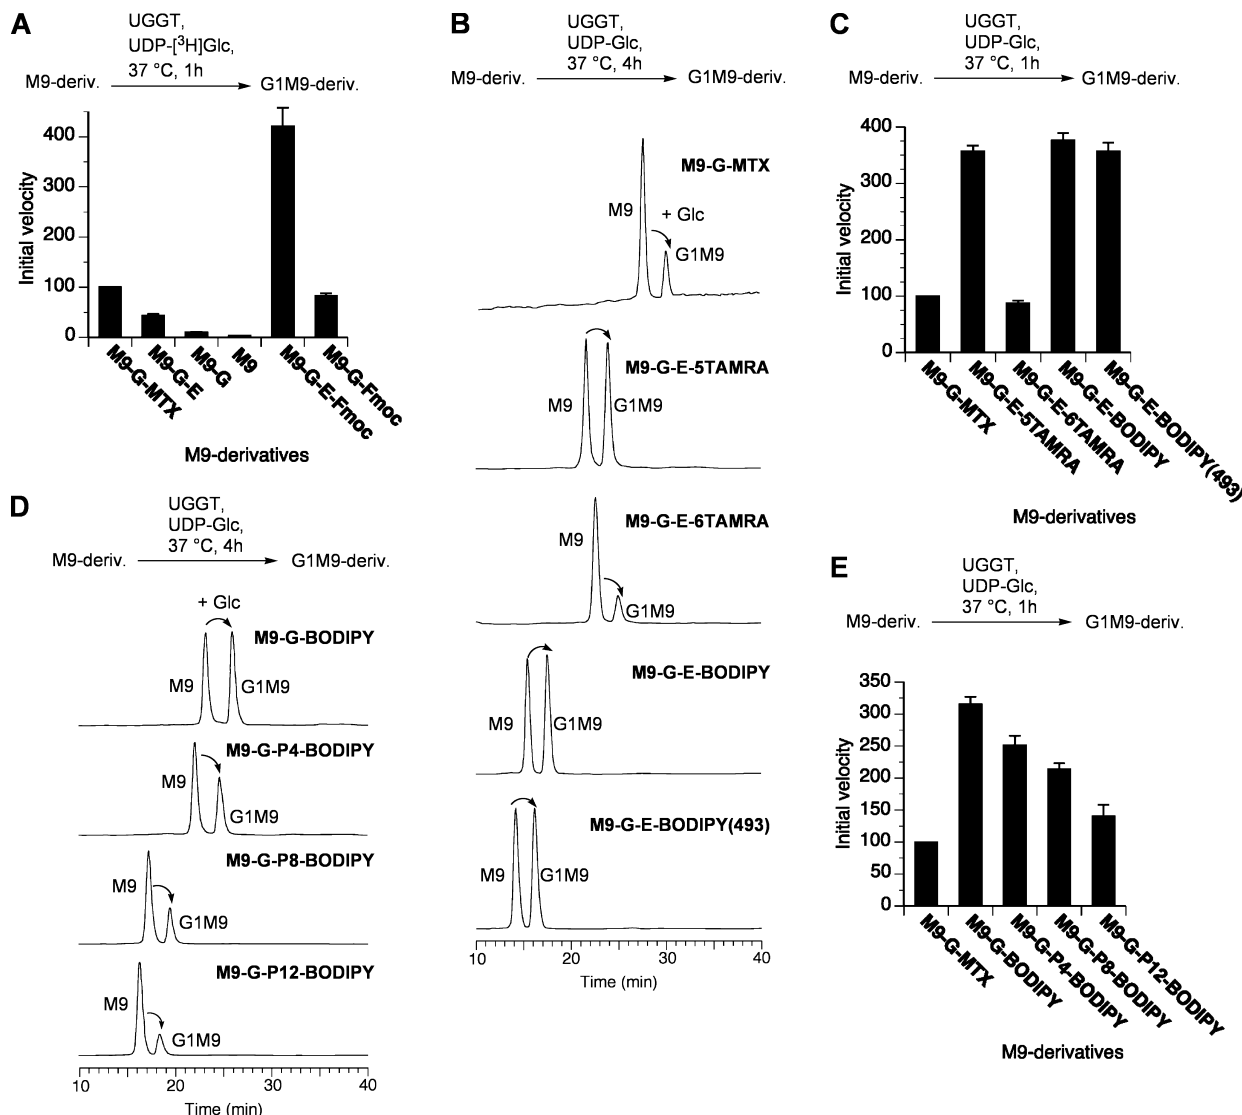 A
UGGT,
UDP-[³H]Glc,
37 °C, 1h
M9-deriv.
G1M9-deriv.
Initial velocity
400
300
200
100
0
M9-G-MTX
M9-G-E
M9-G
M9
M9-G-E-Fmoc
M9-G-Fmoc
M9-derivatives
B
UGGT,
UDP-Glc,
37 °C, 4h
M9-deriv.
G1M9-deriv.
M9-G-MTX
M9
+ Glc
G1M9
M9-G-E-5TAMRA
M9
G1M9
M9-G-E-6TAMRA
M9
G1M9
M9-G-E-BODIPY
M9
G1M9
M9-G-E-BODIPY(493)
M9
G1M9
10
20
30
40
Time (min)
C
UGGT,
UDP-Glc,
37 °C, 1h
M9-deriv.
G1M9-deriv.
Initial velocity
400
300
200
100
0
M9-G-MTX
M9-G-E-5TAMRA
M9-G-E-6TAMRA
M9-G-E-BODIPY
M9-G-E-BODIPY(493)
M9-derivatives
D
UGGT,
UDP-Glc,
37 °C, 4h
M9-deriv.
G1M9-deriv.
+ Glc
M9-G-BODIPY
M9
G1M9
M9-G-P4-BODIPY
M9
G1M9
M9-G-P8-BODIPY
M9
G1M9
M9-G-P12-BODIPY
M9
G1M9
10
20
30
40
Time (min)
E
UGGT,
UDP-Glc,
37 °C, 1h
M9-deriv.
G1M9-deriv.
Initial velocity
350
300
250
200
150
100
50
0
M9-G-MTX
M9-G-BODIPY
M9-G-P4-BODIPY
M9-G-P8-BODIPY
M9-G-P12-BODIPY
M9-derivatives